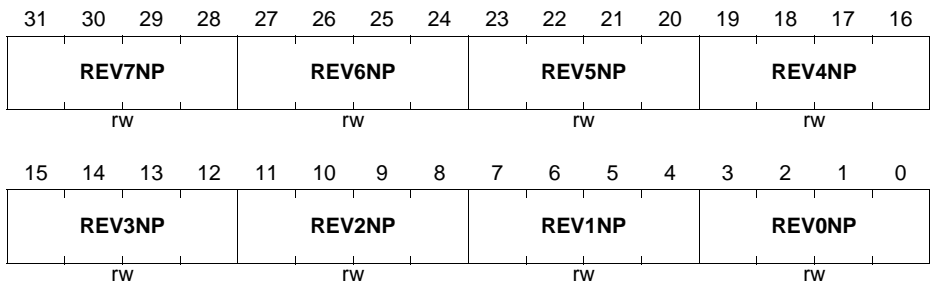 31 30 29 28 27 26 25 24 23 22 21 20 19 18 17 16
REV7NP REV6NP REV5NP REV4NP
rw rw rw rw
15 14 13 12 11 10 9 8 7 6 5 4 3 2 1 0
REV3NP REV2NP REV1NP REV0NP
rw rw rw rw